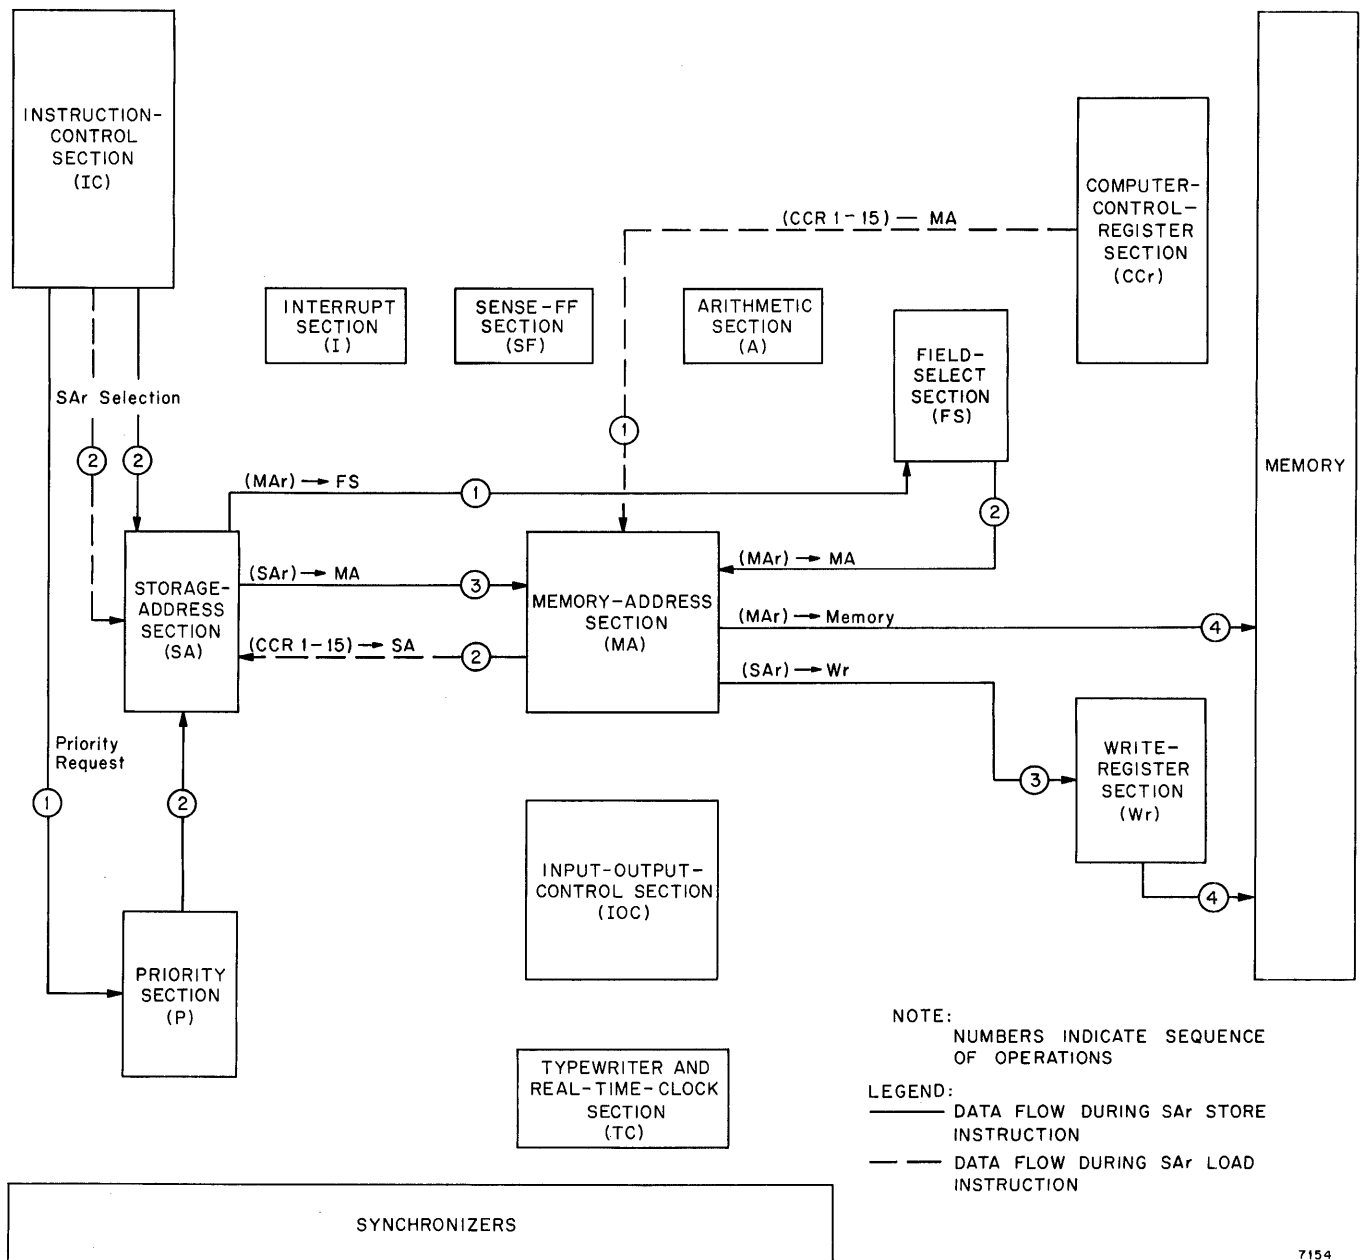 INSTRUCTION-
CONTROL
SECTION
(IC)
COMPUTER-
CONTROL-
REGISTER
SECTION
(CCr)
(CCR 1-15) — MA
INTERRUPT
SECTION
(I)
SENSE-FF
SECTION
(SF)
ARITHMETIC
SECTION
(A)
FIELD-
SELECT
SECTION
(FS)
SAr Selection
1
2
2
MEMORY
(MAr) → FS
1
2
(MAr) → MA
(SAr) → MA
3
STORAGE-
ADDRESS
SECTION
(SA)
MEMORY-ADDRESS
SECTION
(MA)
(MAr) → Memory
4
(CCR 1-15) → SA
2
(SAr) → Wr
3
Priority
Request
1
2
WRITE-
REGISTER
SECTION
(Wr)
4
INPUT-OUTPUT-
CONTROL SECTION
(IOC)
PRIORITY
SECTION
(P)
NOTE:
NUMBERS INDICATE SEQUENCE
OF OPERATIONS
TYPEWRITER AND
REAL-TIME-CLOCK
SECTION
(TC)
LEGEND:
DATA FLOW DURING SAr STORE
INSTRUCTION
DATA FLOW DURING SAr LOAD
INSTRUCTION
SYNCHRONIZERS
7154